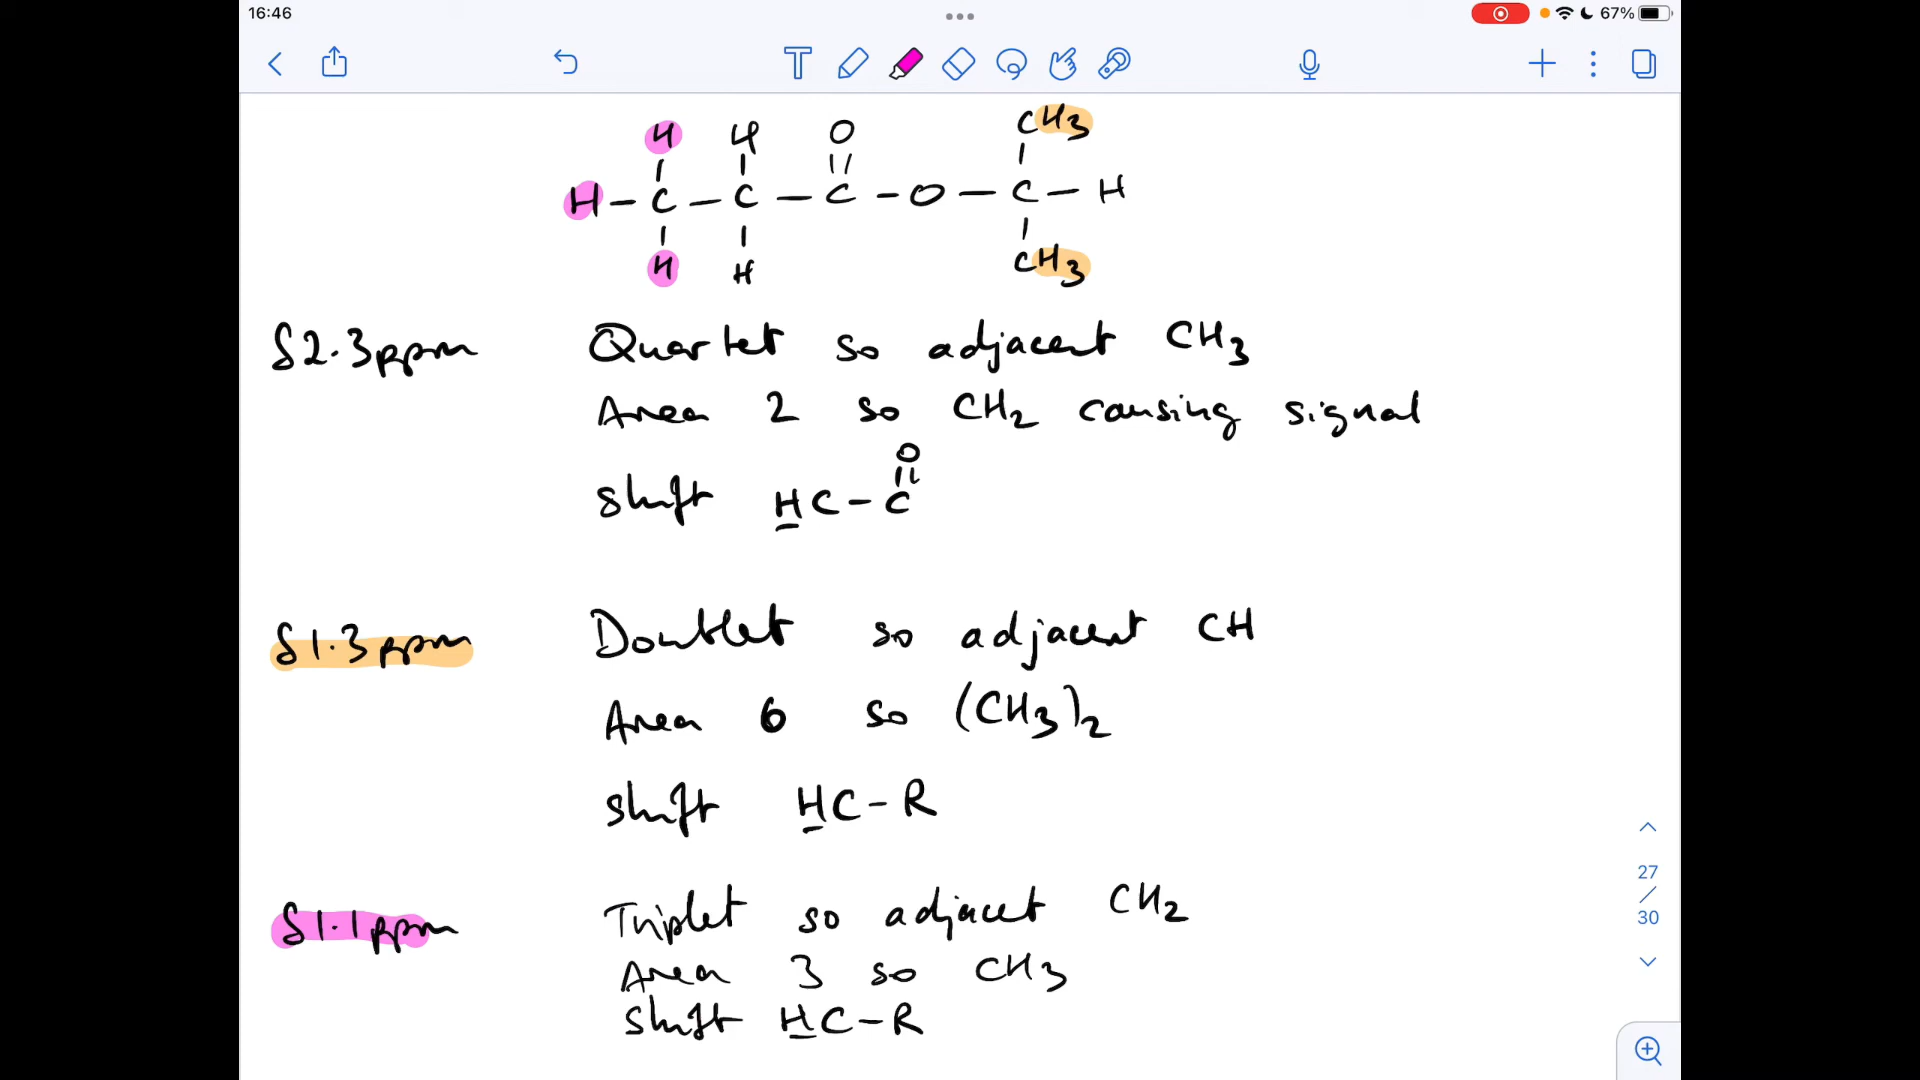 16:46
67%
CH3
H H O
H-C-C-C-O-C-H
H H CH3
δ2.3ppm Quartet so adjacent CH3
Area 2 so CH2 causing signal
O
shift HC-C
δ1.3ppm Doublet so adjacent CH
Area 6 so (CH3)2
shift HC-R
27
30
δ1.1ppm Triplet so adjacent CH2
Area 3 so CH3
shift HC-R